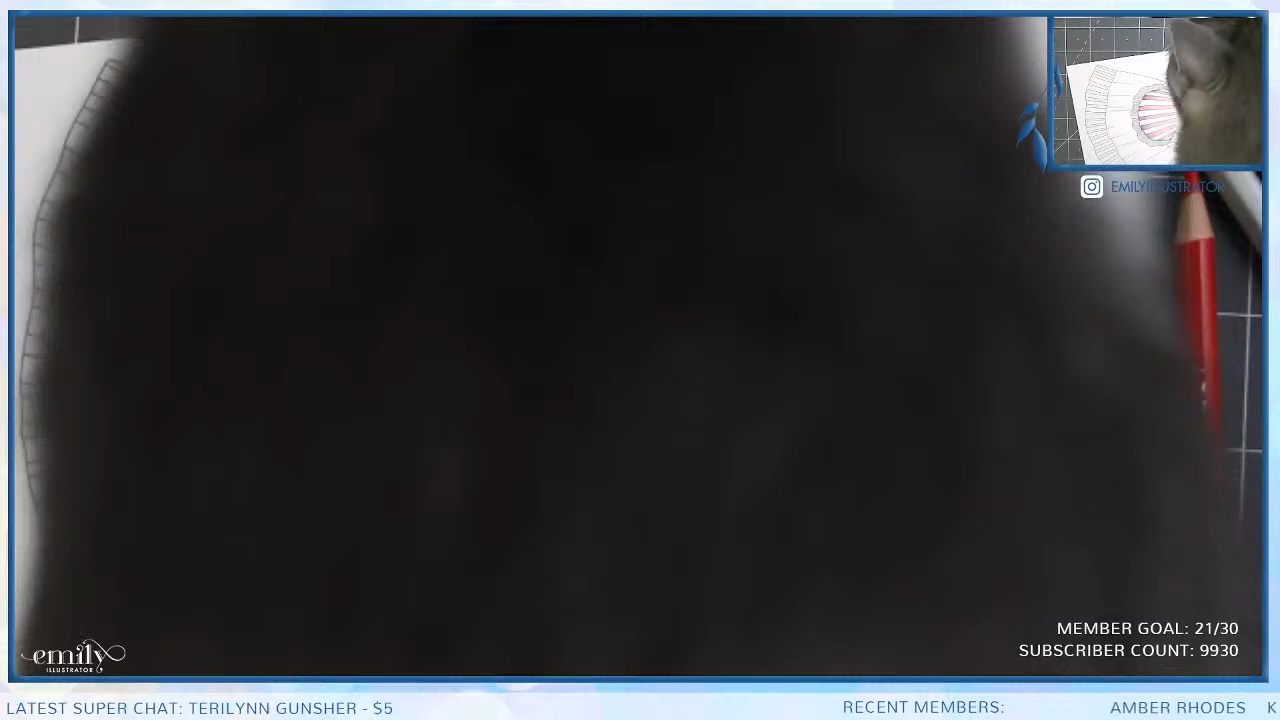 EMILYILLUSTRATOR
MEMBER GOAL: 21/30
SUBSCRIBER COUNT: 9930
emily
ILLUSTRATOR
LATEST SUPER CHAT: TERILYNN GUNSHER - $5
RECENT MEMBERS:
AMBER RHODES K